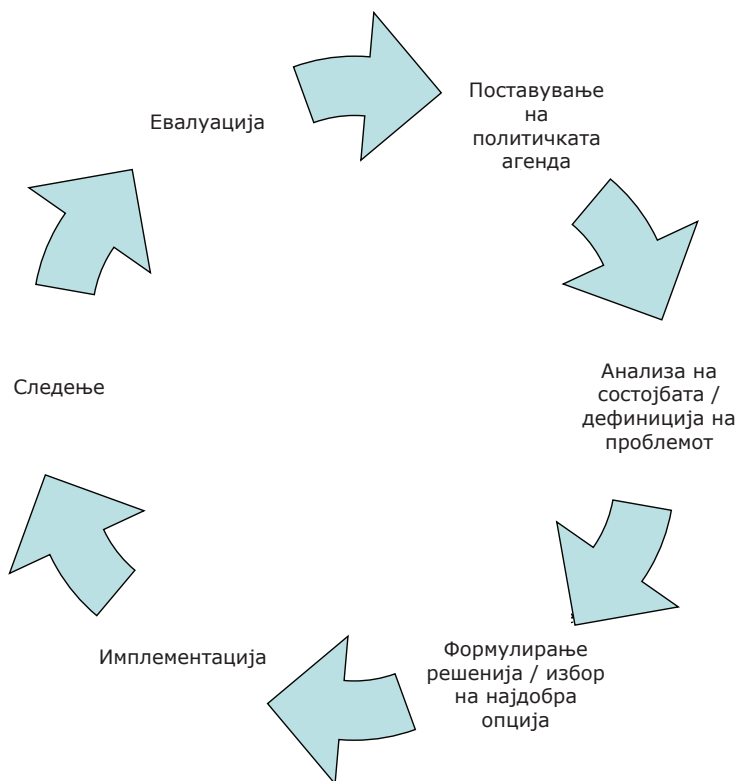 Евалуација
Поставување
на
политичката
агенда
Анализа на
состојбата /
дефиниција на
проблемот
Формулирање
решенија / избор
на најдобра
опција
Имплементација
Следење